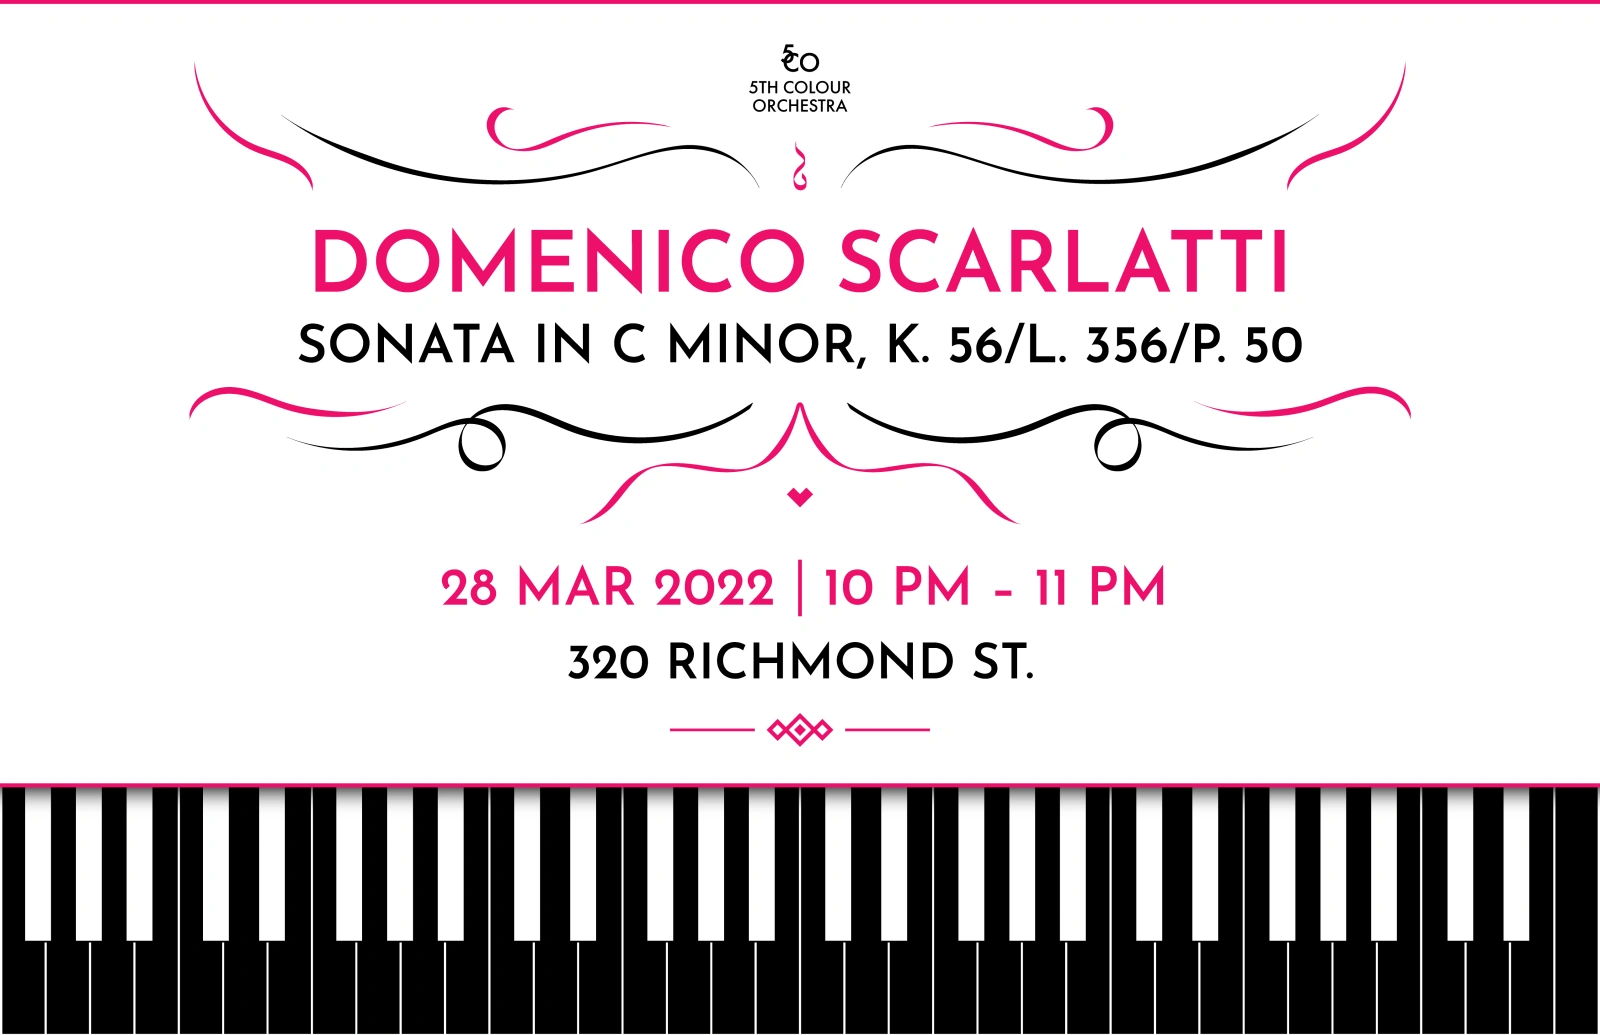 5CO
5TH COLOUR
ORCHESTRA
DOMENICO SCARLATTI
SONATA IN C MINOR, K. 56/L. 356/P. 50
28 MAR 2022 | 10 PM – 11 PM
320 RICHMOND ST.